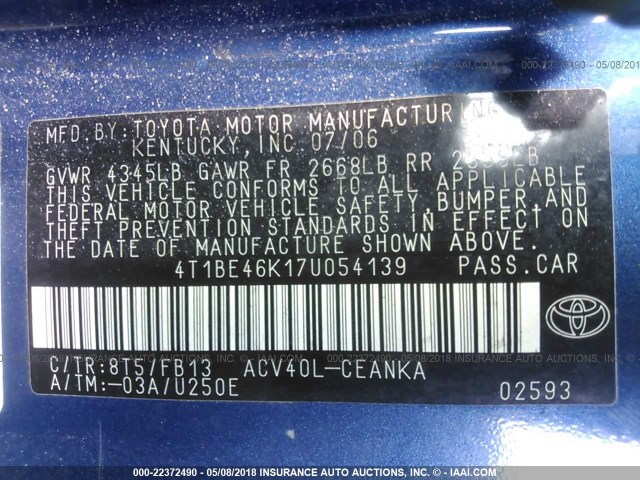 MFD.BY: TOYOTA MOTOR MANUFACTURING
KENTUCKY, INC. 07/06
GVWR 4345LB GAWR FR 2668LB RR
THIS VEHICLE CONFORMS TO ALL APPLICABLE
FEDERAL MOTOR VEHICLE SAFETY, BUMPER, AND
THEFT PREVENTION STANDARDS IN EFFECT ON
THE DATE OF MANUFACTURE SHOWN ABOVE.
4T1BE46K17U054139 PASS.CAR
C/TR:8T57/FB13 ACV40L-CEANKA
A/TM:-03A/U250E
02593
000-22372490 - 05/08/2018 INSURANCE AUTO AUCTIONS, INC. - © - IAAI.COM